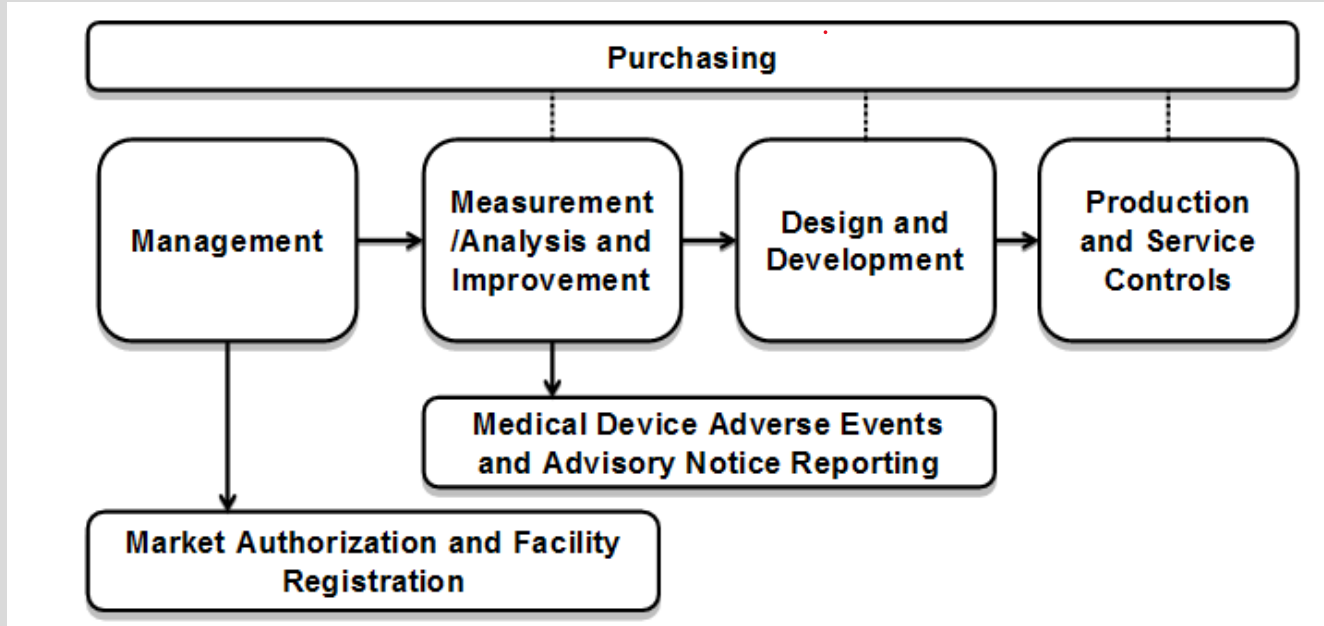 Purchasing
Management
Measurement
/Analysis and
Improvement
Design and
Development
Production
and Service
Controls
Medical Device Adverse Events
and Advisory Notice Reporting
Market Authorization and Facility
Registration